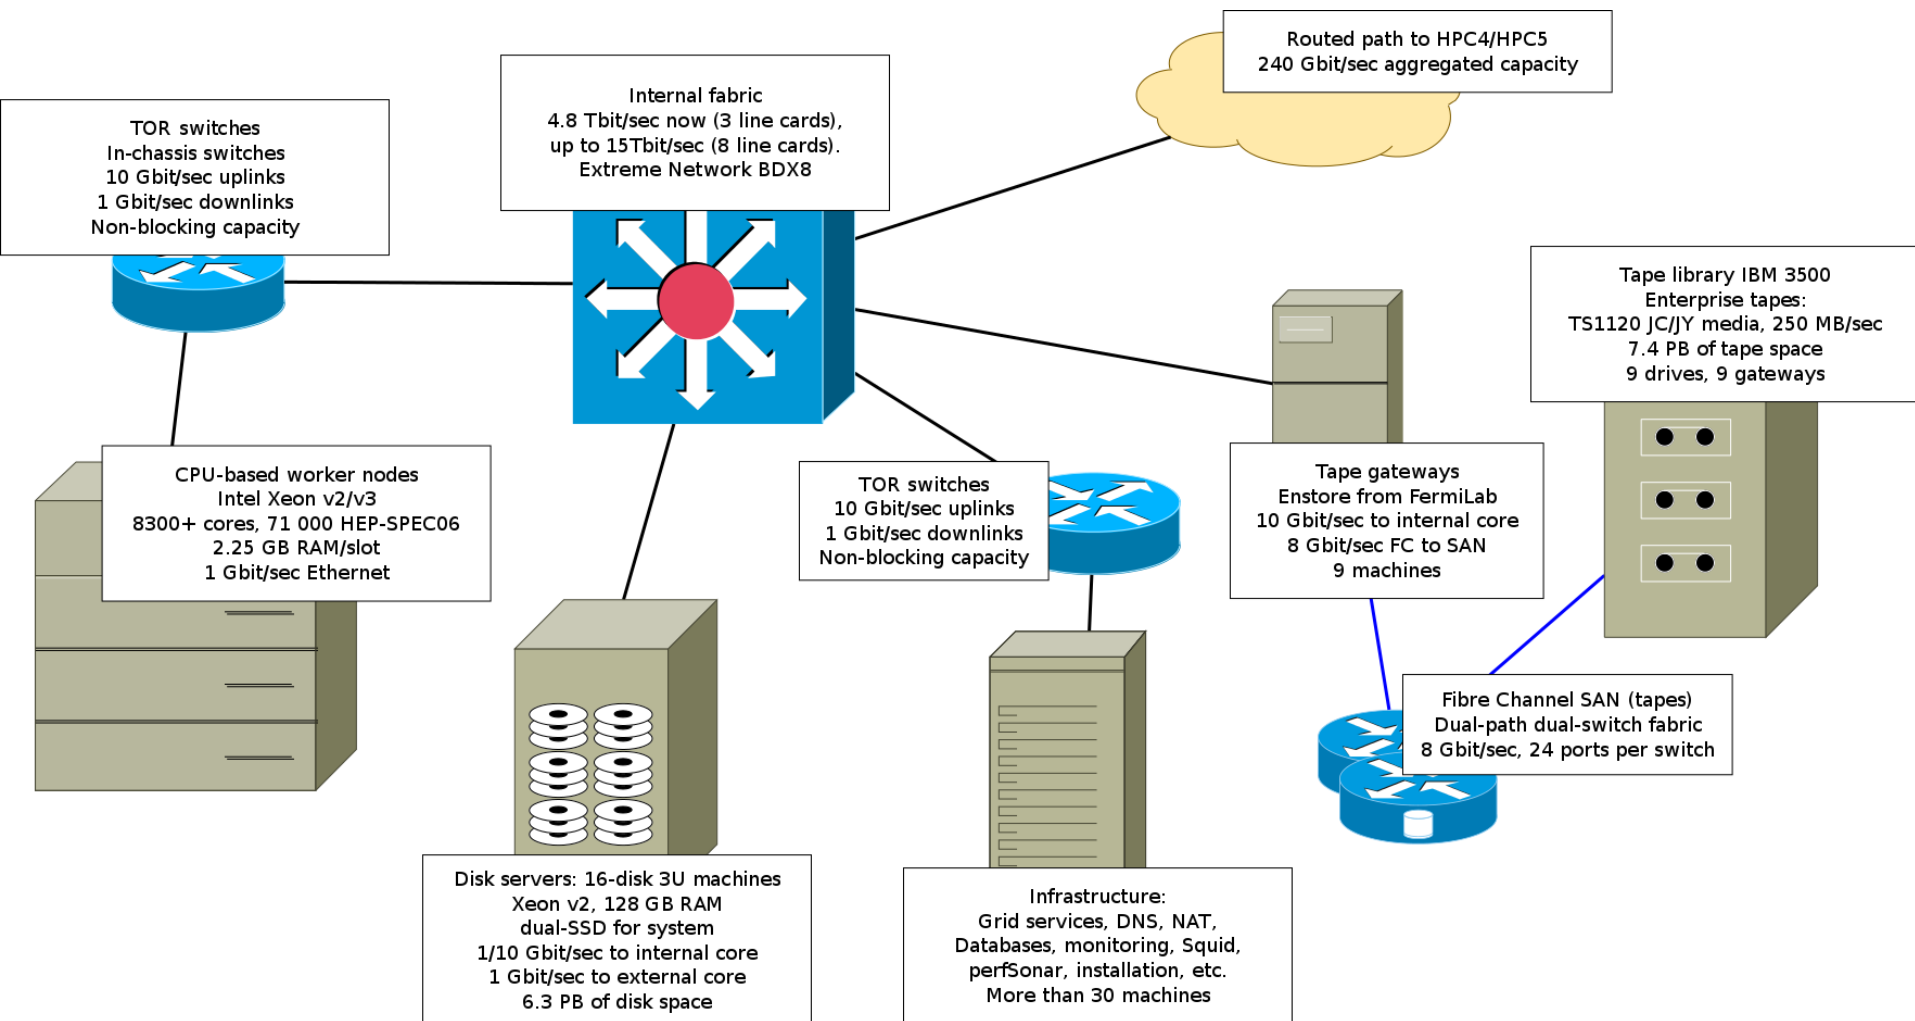 Routed path to HPC4/HPC5
240 Gbit/sec aggregated capacity
Internal fabric
4.8 Tbit/sec now (3 line cards),
up to 15Tbit/sec (8 line cards).
Extreme Network BDX8
TOR switches
In-chassis switches
10 Gbit/sec uplinks
1 Gbit/sec downlinks
Non-blocking capacity
Tape library IBM 3500
Enterprise tapes:
TS1120 JC/JY media, 250 MB/sec
7.4 PB of tape space
9 drives, 9 gateways
CPU-based worker nodes
Intel Xeon v2/v3
8300+ cores, 71 000 HEP-SPEC06
2.25 GB RAM/slot
1 Gbit/sec Ethernet
TOR switches
10 Gbit/sec uplinks
1 Gbit/sec downlinks
Non-blocking capacity
Tape gateways
Enstore from FermiLab
10 Gbit/sec to internal core
8 Gbit/sec FC to SAN
9 machines
Fibre Channel SAN (tapes)
Dual-path dual-switch fabric
8 Gbit/sec, 24 ports per switch
Disk servers: 16-disk 3U machines
Xeon v2, 128 GB RAM
dual-SSD for system
1/10 Gbit/sec to internal core
1 Gbit/sec to external core
6.3 PB of disk space
Infrastructure:
Grid services, DNS, NAT,
Databases, monitoring, Squid,
perfSonar, installation, etc.
More than 30 machines